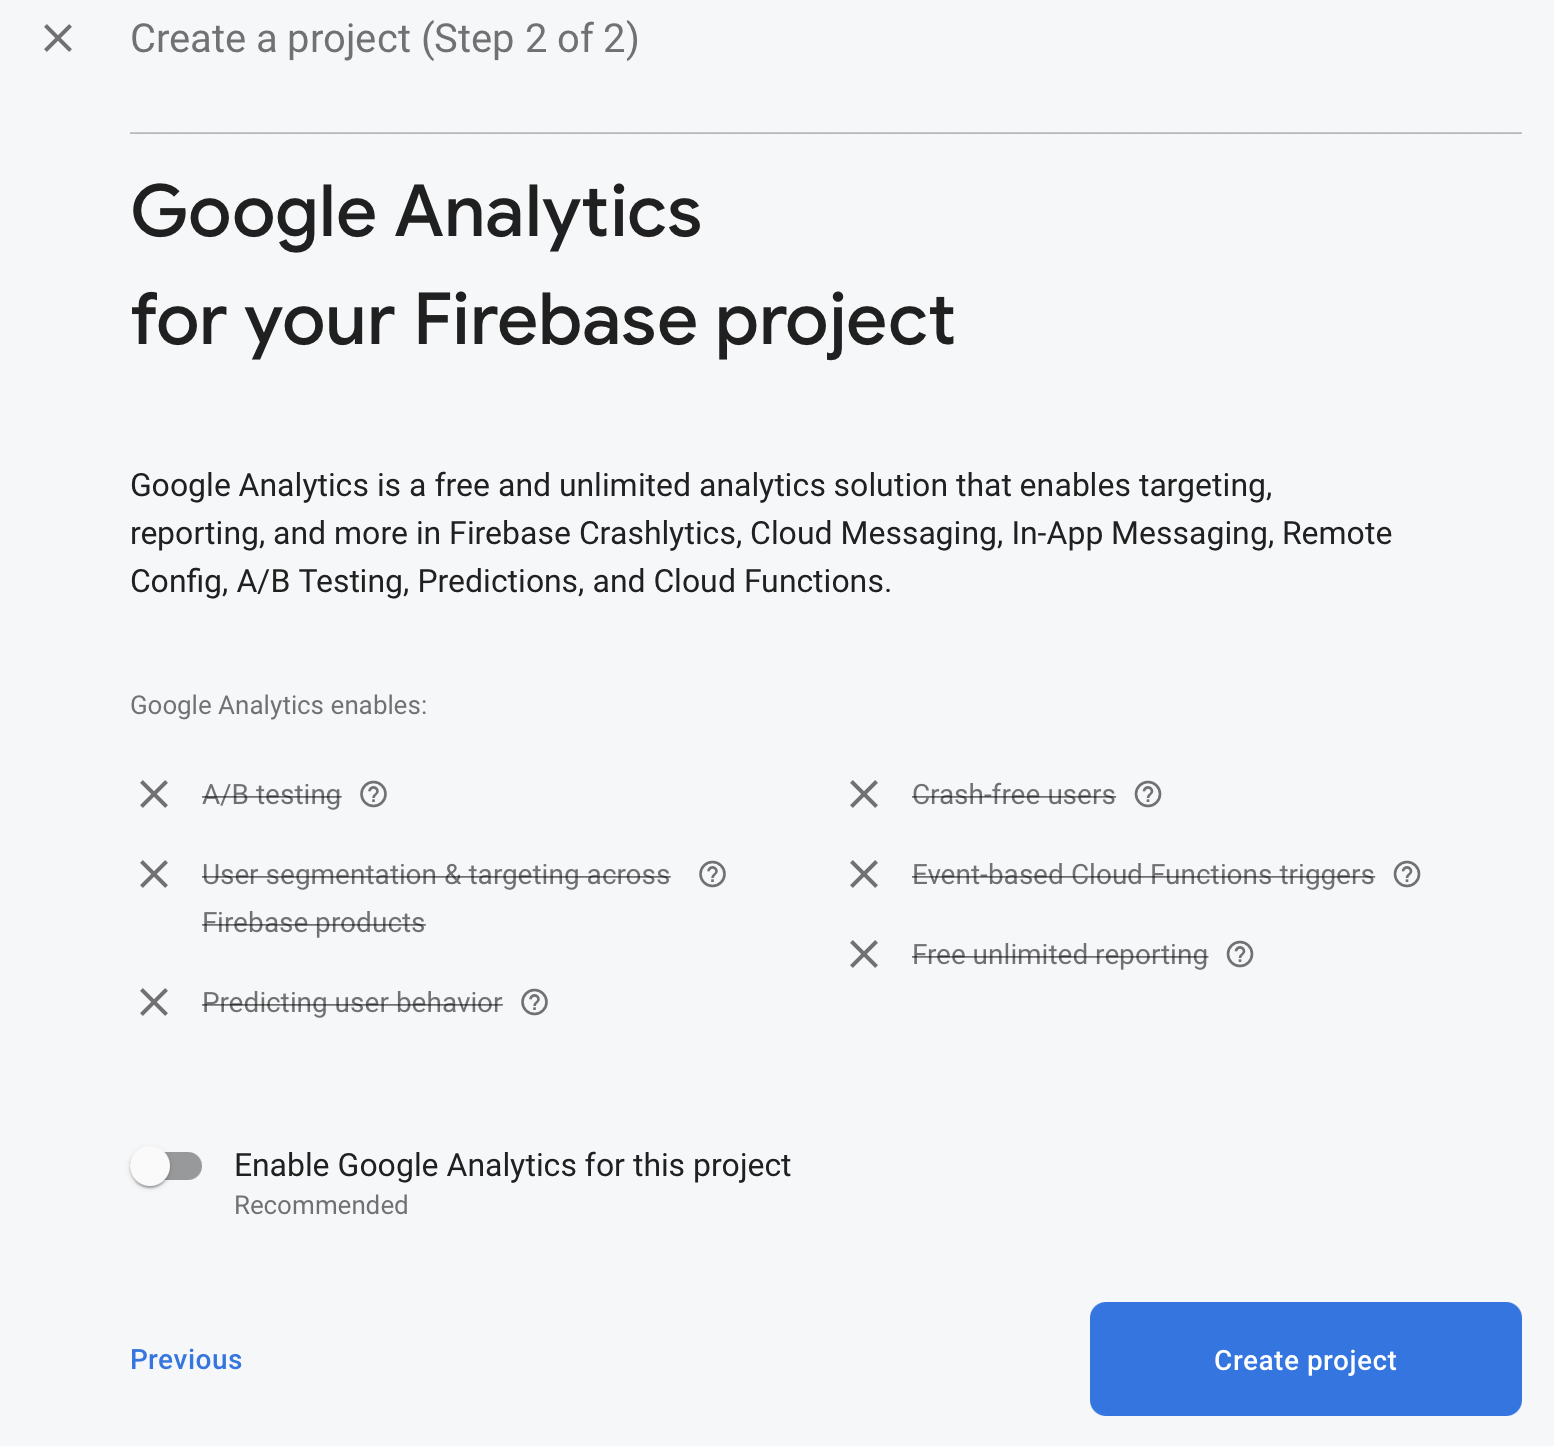 Create a project (Step 2 of 2)
Google Analytics
for your Firebase project
Google Analytics is a free and unlimited analytics solution that enables targeting,
reporting, and more in Firebase Crashlytics, Cloud Messaging, In-App Messaging, Remote
Config, A/B Testing, Predictions, and Cloud Functions.
Google Analytics enables:
A/B testing
User segmentation & targeting across
Firebase products
Predicting user behavior
Crash-free users
Event-based Cloud Functions triggers
Free unlimited reporting
Enable Google Analytics for this project
Recommended
Previous
Create project